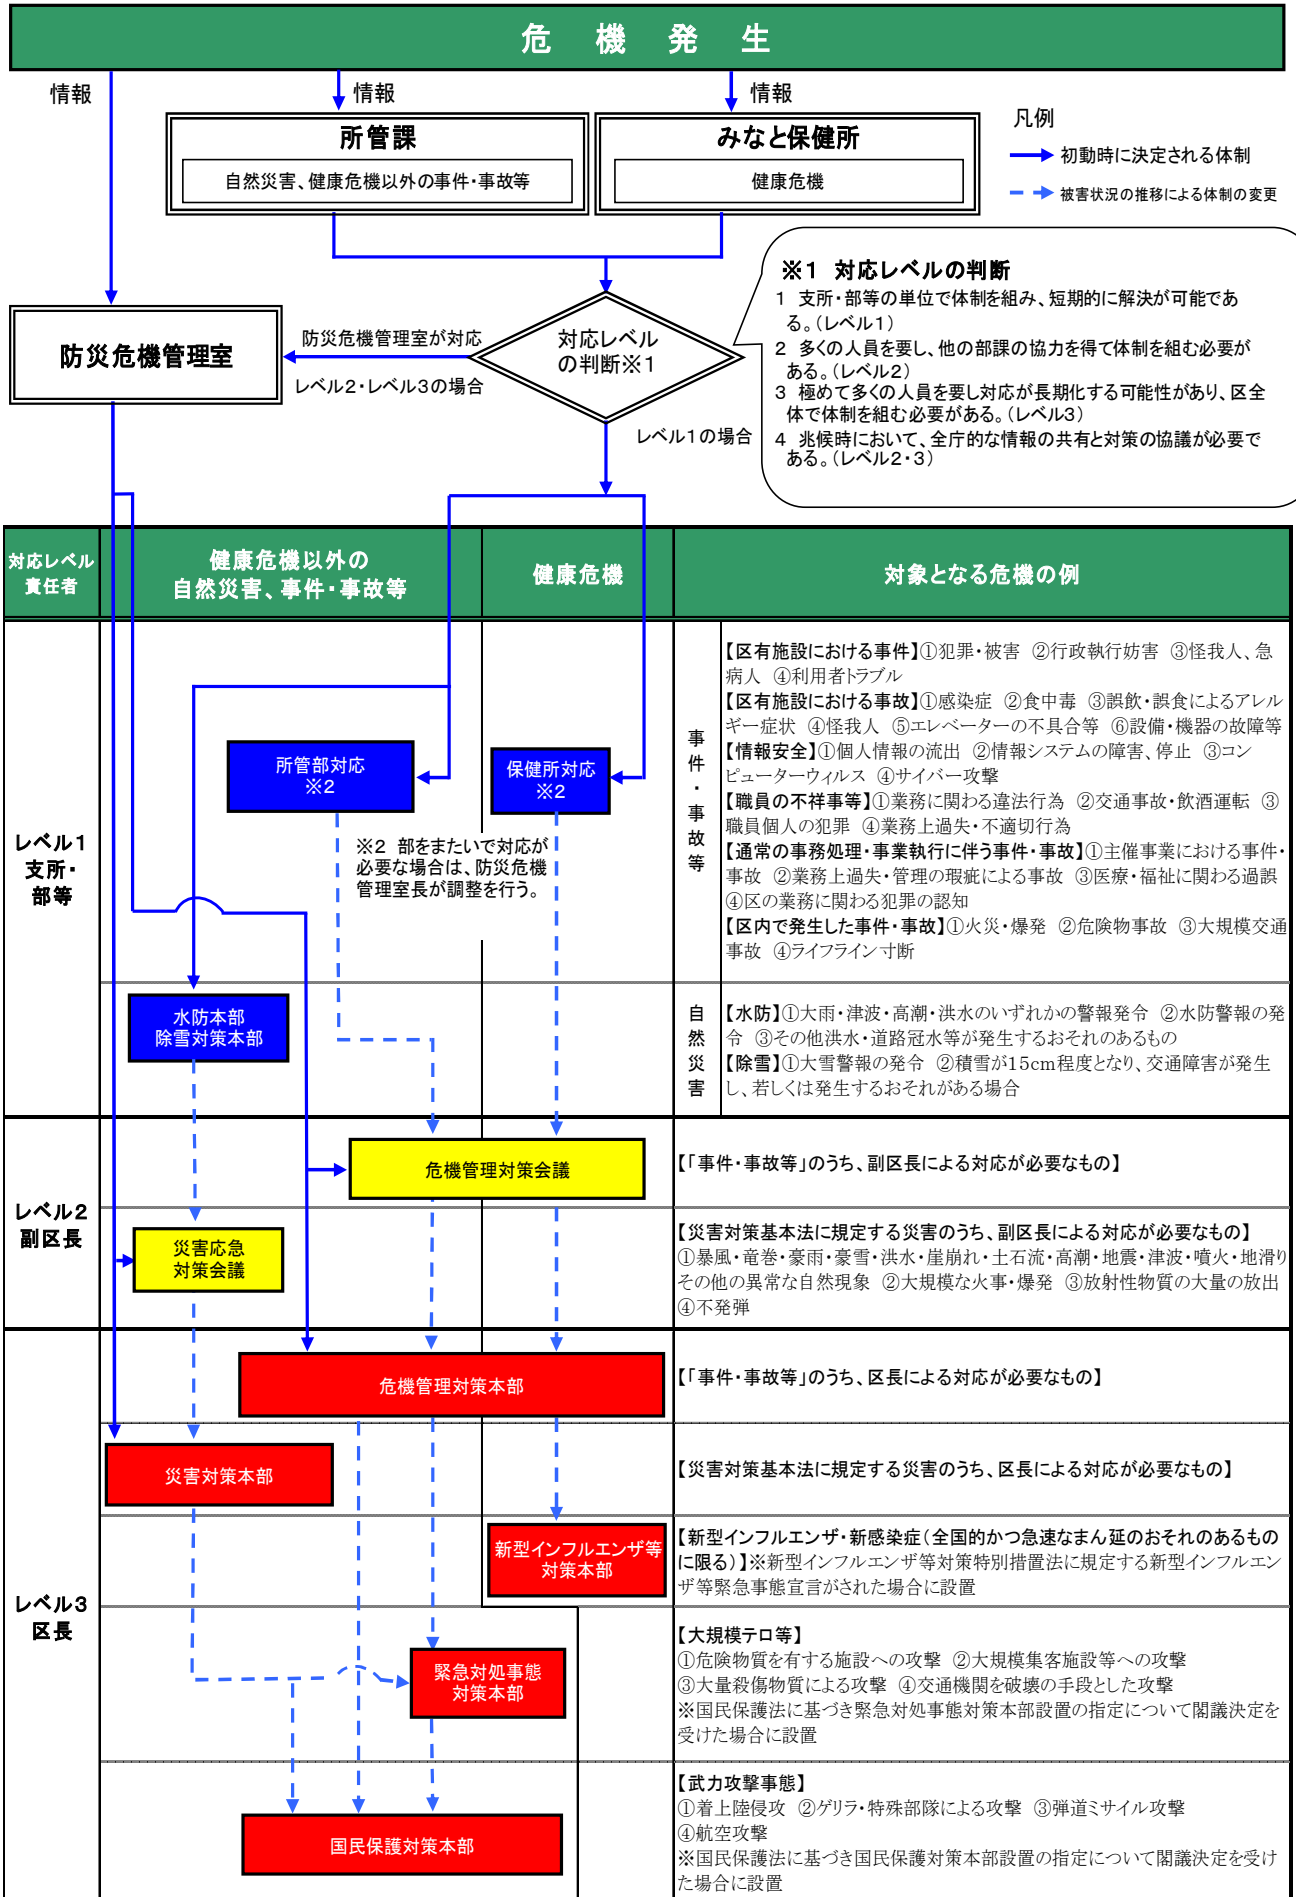 危 機 発 生
情報
情報
情報
所管課
自然災害、健康危機以外の事件・事故等
みなと保健所
健康危機
凡例
初動時に決定される体制
被害状況の推移による体制の変更
※1 対応レベルの判断
1 支所・部等の単位で体制を組み、短期的に解決が可能であ
る。(レベル1)
2 多くの人員を要し、他の部課の協力を得て体制を組む必要が
ある。(レベル2)
3 極めて多くの人員を要し対応が長期化する可能性があり、区全
体で体制を組む必要がある。(レベル3)
4 兆候時において、全庁的な情報の共有と対策の協議が必要で
ある。(レベル2・3)
防災危機管理室
防災危機管理室が対応
レベル2・レベル3の場合
対応レベル
の判断※1
レベル1の場合
対応レベル
責任者
健康危機以外の
自然災害、事件・事故等
健康危機
対象となる危機の例
レベル1
支所・
部等
所管部対応
※2
保健所対応
※2
※2 部をまたいで対応が
必要な場合は、防災危機
管理室長が調整を行う。
水防本部
除雪対策本部
事件・事故等
【区有施設における事件】①犯罪・被害 ②行政執行妨害 ③怪我人、急
病人 ④利用者トラブル
【区有施設における事故】①感染症 ②食中毒 ③誤飲・誤食によるアレル
ギー症状 ④怪我人 ⑤エレベーターの不具合等 ⑥設備・機器の故障等
【情報安全】①個人情報の流出 ②情報システムの障害、停止 ③コン
ピューターウィルス ④サイバー攻撃
【職員の不祥事等】①業務に関わる違法行為 ②交通事故・飲酒運転 ③
職員個人の犯罪 ④業務上過失・不適切行為
【通常の事務処理・事業執行に伴う事件・事故】①主催事業における事件・
事故 ②業務上過失・管理の瑕疵による事故 ③医療・福祉に関わる過誤
④区の業務に関わる犯罪の認知
【区内で発生した事件・事故】①火災・爆発 ②危険物事故 ③大規模交通
事故 ④ライフライン寸断
自然災害
【水防】①大雨・津波・高潮・洪水のいずれかの警報発令 ②水防警報の発
令 ③その他洪水・道路冠水等が発生するおそれのあるもの
【除雪】①大雪警報の発令 ②積雪が15cm程度となり、交通障害が発生
し、若しくは発生するおそれがある場合
レベル2
副区長
危機管理対策会議
【「事件・事故等」のうち、副区長による対応が必要なもの】
災害応急
対策会議
【災害対策基本法に規定する災害のうち、副区長による対応が必要なもの】
①暴風・竜巻・豪雨・豪雪・洪水・崖崩れ・土石流・高潮・地震・津波・噴火・地滑り
その他の異常な自然現象 ②大規模な火事・爆発 ③放射性物質の大量の放出
④不発弾
レベル3
区長
危機管理対策本部
【「事件・事故等」のうち、区長による対応が必要なもの】
災害対策本部
【災害対策基本法に規定する災害のうち、区長による対応が必要なもの】
新型インフルエンザ等
対策本部
【新型インフルエンザ・新感染症(全国的かつ急速なまん延のおそれのあるもの
に限る)】※新型インフルエンザ等対策特別措置法に規定する新型インフルエン
ザ等緊急事態宣言がされた場合に設置
緊急対処事態
対策本部
【大規模テロ等】
①危険物質を有する施設への攻撃 ②大規模集客施設等への攻撃
③大量殺傷物質による攻撃 ④交通機関を破壊の手段とした攻撃
※国民保護法に基づき緊急対処事態対策本部設置の指定について閣議決定を
受けた場合に設置
国民保護対策本部
【武力攻撃事態】
①着上陸侵攻 ②ゲリラ・特殊部隊による攻撃 ③弾道ミサイル攻撃
④航空攻撃
※国民保護法に基づき国民保護対策本部設置の指定について閣議決定を受け
た場合に設置